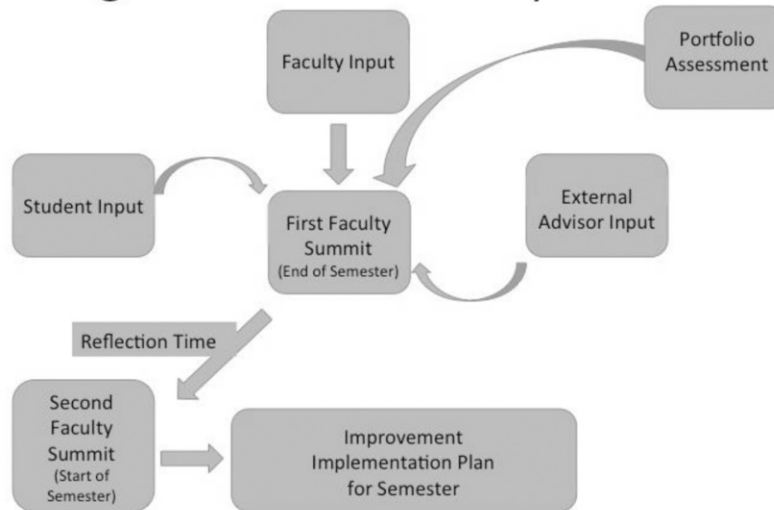 Faculty Input
Portfolio
Assessment
Student Input
First Faculty
Summit
(End of Semester)
External
Advisor Input
Reflection Time
Second
Faculty
Summit
(Start of
Semester)
Improvement
Implementation Plan
for Semester